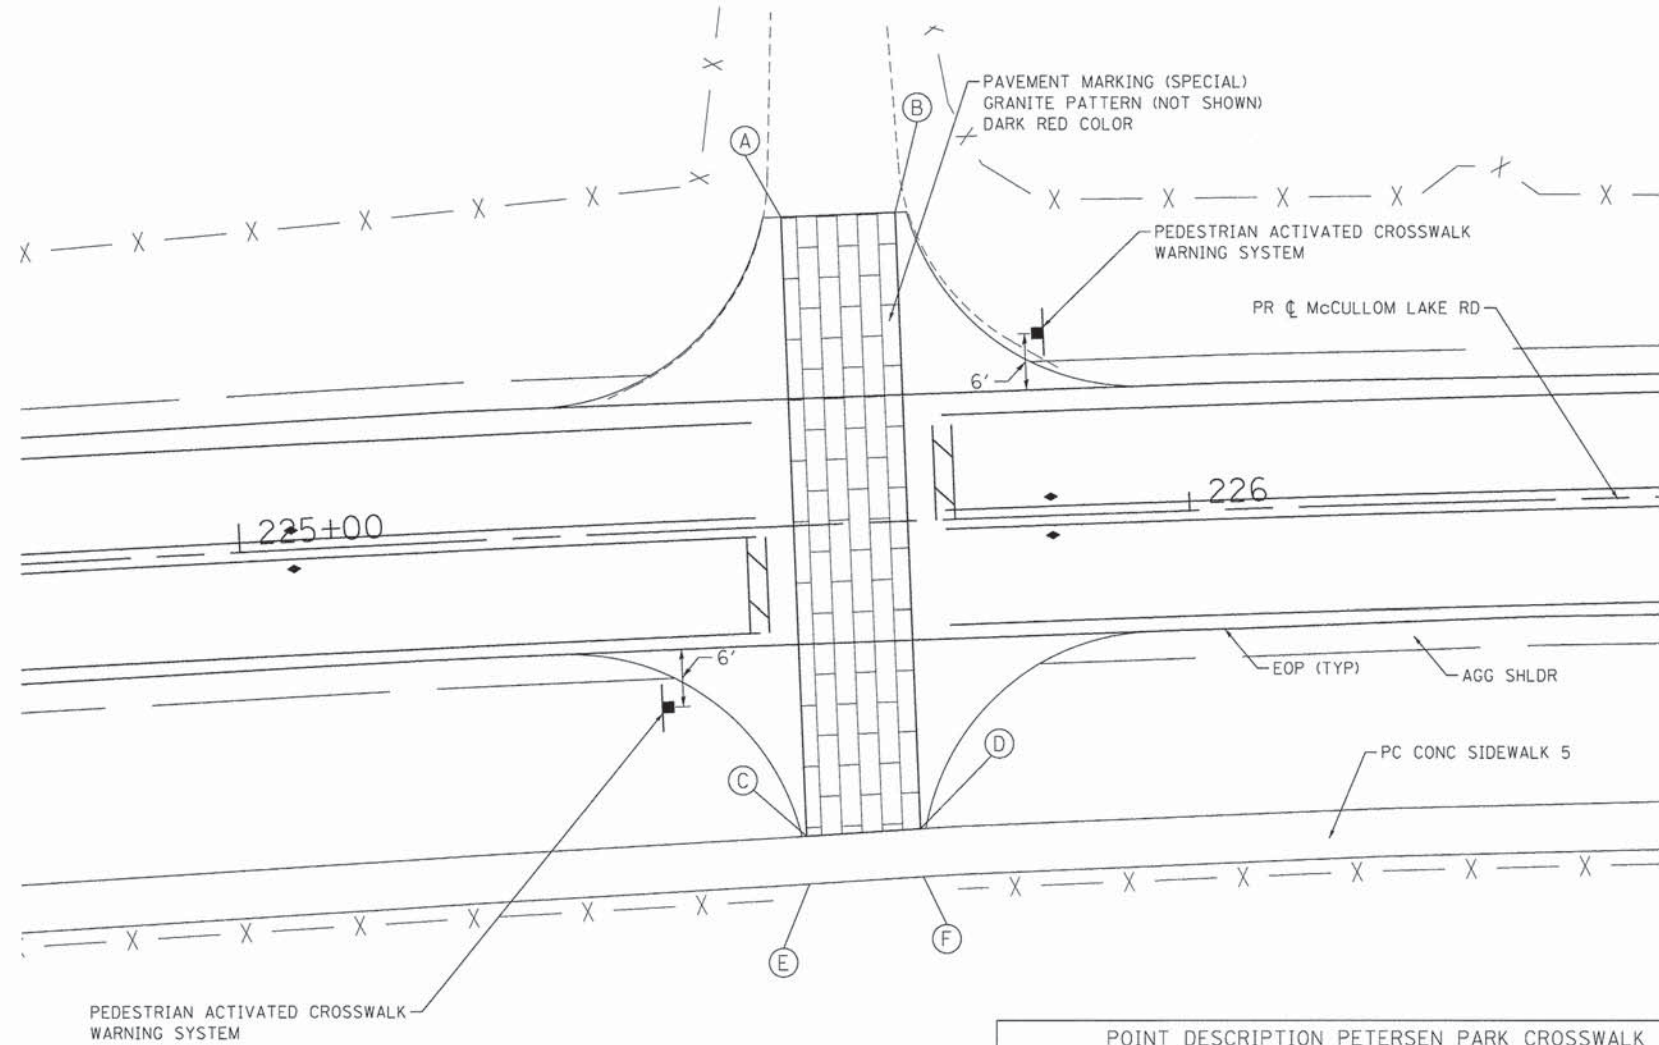 PAVEMENT MARKING (SPECIAL)
GRANITE PATTERN (NOT SHOWN)
DARK RED COLOR
B
A
PEDESTRIAN ACTIVATED CROSSWALK
WARNING SYSTEM
PR ℄ McCULLOM LAKE RD
6'
226
225+00
6'
EOP (TYP)
AGG SHLDR
D
PC CONC SIDEWALK 5
C
F
E
PEDESTRIAN ACTIVATED CROSSWALK
WARNING SYSTEM
POINT DESCRIPTION PETERSEN PARK CROSSWALK